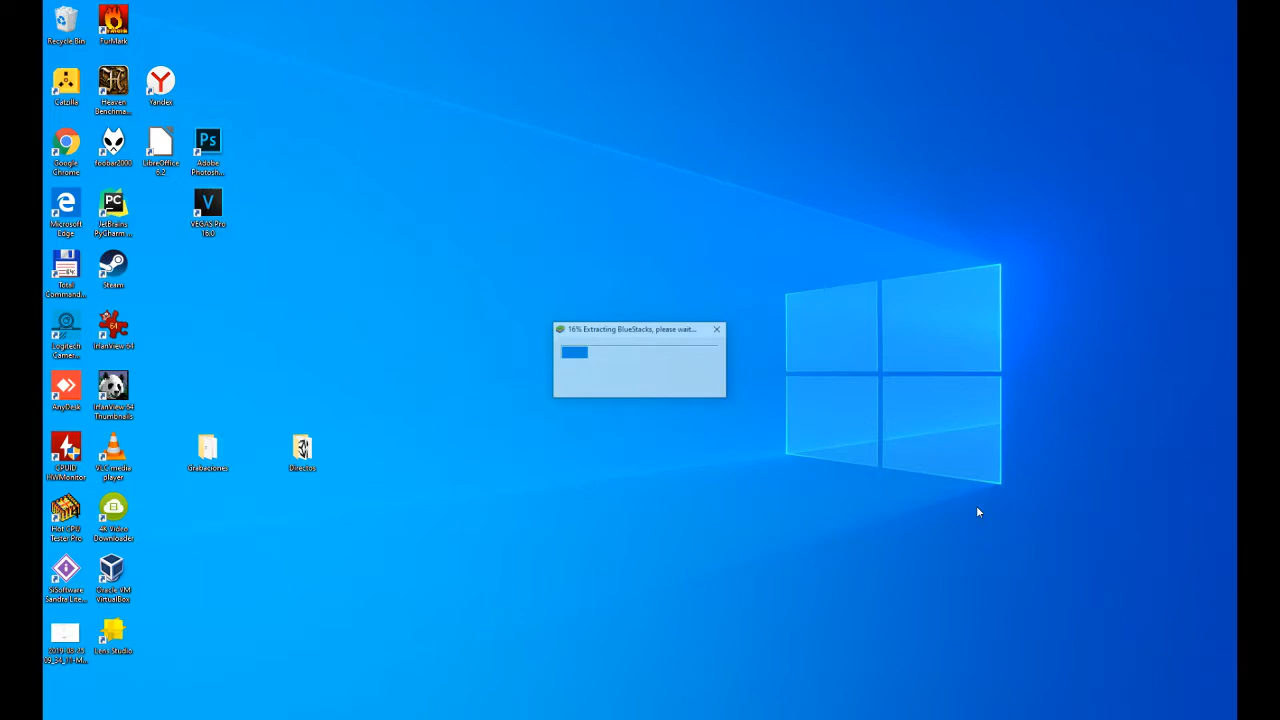 Recycle Bin
FurMark
Catzilla
Heaven
Benchma...
Yandex
Google
Chrome
foobar2000
LibreOffice
6.2
Adobe
Photosh...
Microsoft
Edge
JetBrains
PyCharm ...
VEGAS Pro
16.0
Total
Comman...
Steam
Logitech
Gamer...
IrfanView 64
AnyDesk
IrfanView 64
Thumbnails
CPUID
HWMonitor
VLC media
player
Grabaciones
Directos
Hot CPU
Tester Pro
4K Video
Downloader
SiSoftware
Sandra Lite...
Oracle VM
VirtualBox
Lens Studio
16% Extracting BlueStacks, please wait...